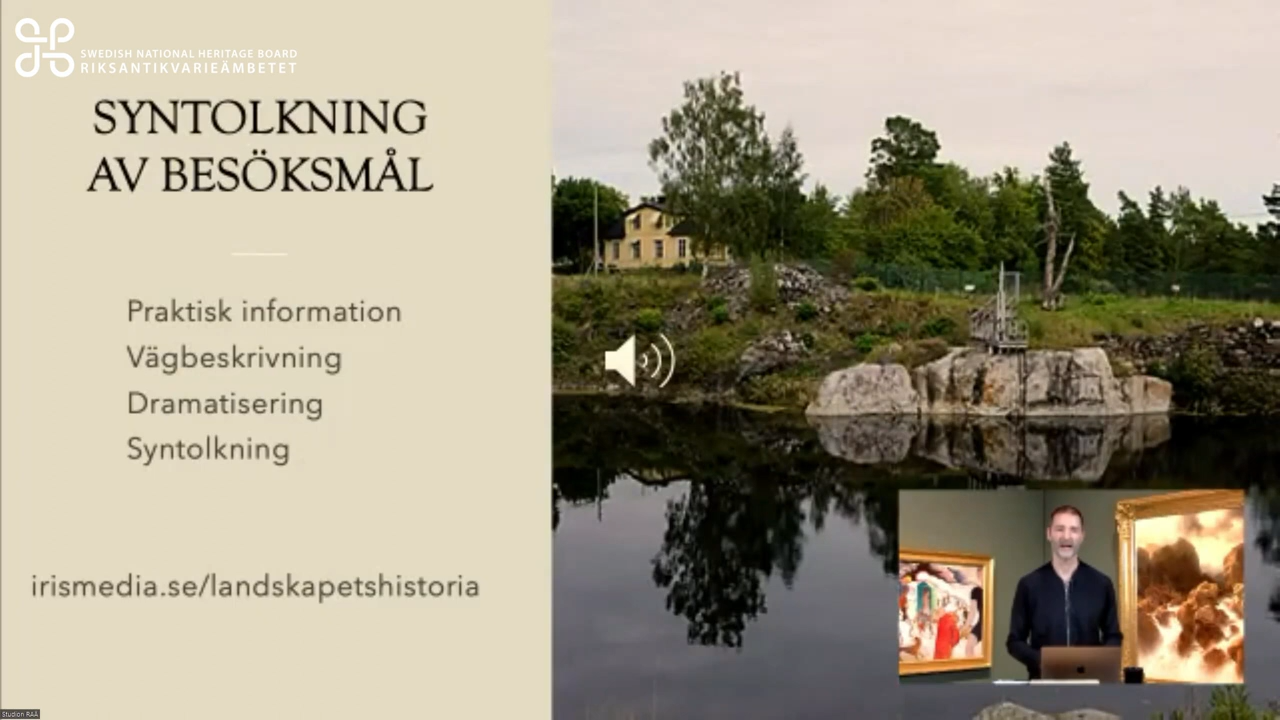 SWEDISH NATIONAL HERITAGE BOARD
RIKSANTIKVARIEÄMBETET
SYNTOLKNING
AV BESÖKSMÅL
Praktisk information
Vägbeskrivning
Dramatisering
Syntolkning
irismedia.se/landskapetshistoria
Studion RAÄ